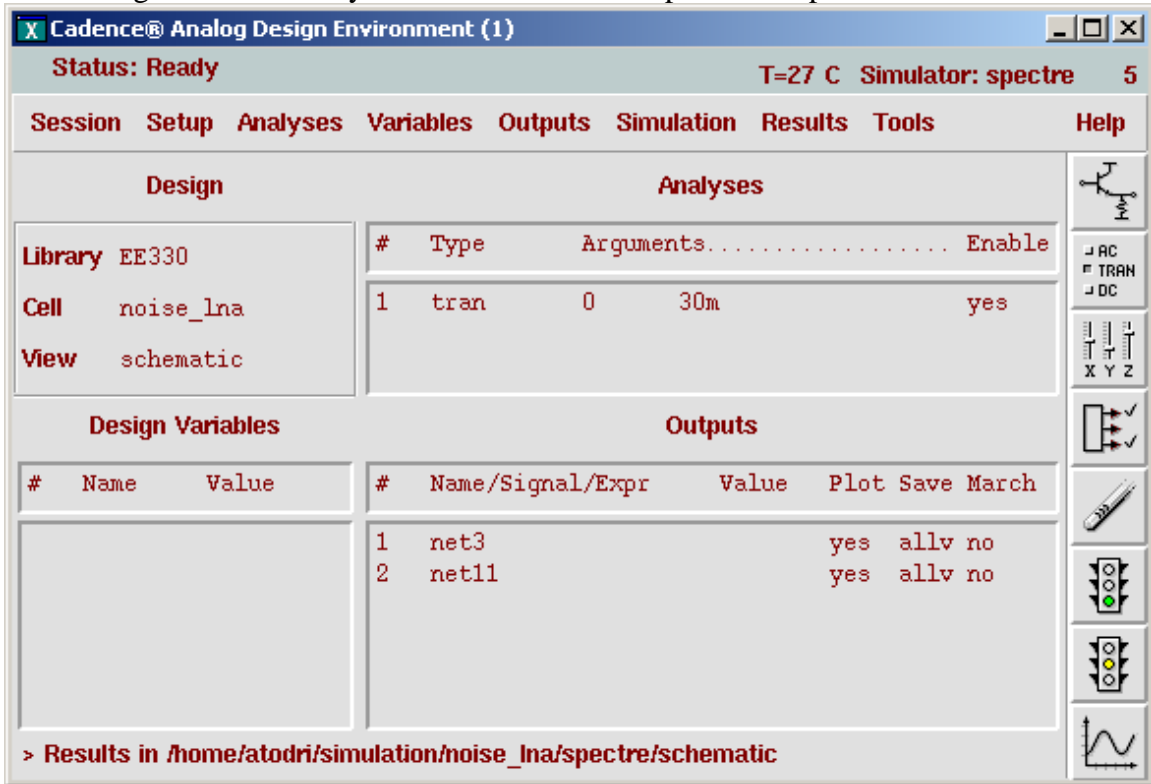 Cadence® Analog Design Environment (1)
Status: Ready
T=27 C Simulator: spectre 5
Session Setup Analyses Variables Outputs Simulation Results Tools Help
Design
Library EE330
Cell noise_lna
View schematic
Analyses
# Type Arguments................... Enable
1 tran 0 30m yes
Design Variables
# Name Value
Outputs
# Name/Signal/Expr Value Plot Save March
1 net3 yes allv no
2 net11 yes allv no
AC
TRAN
DC
X Y Z
> Results in /home/atodri/simulation/noise_lna/spectre/schematic